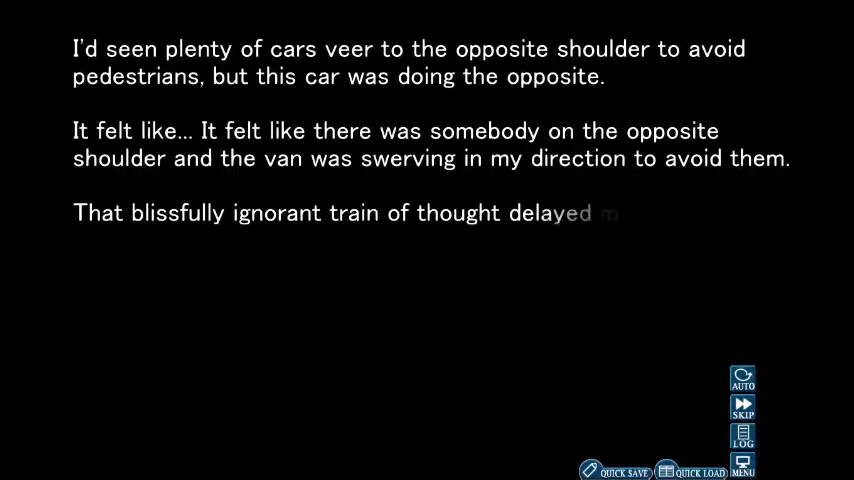 I'd seen plenty of cars veer to the opposite shoulder to avoid
pedestrians, but this car was doing the opposite.
It felt like... It felt like there was somebody on the opposite
shoulder and the van was swerving in my direction to avoid them.
That blissfully ignorant train of thought delayed m
AUTO
SKIP
LOG
MENU
QUICK SAVE
QUICK LOAD